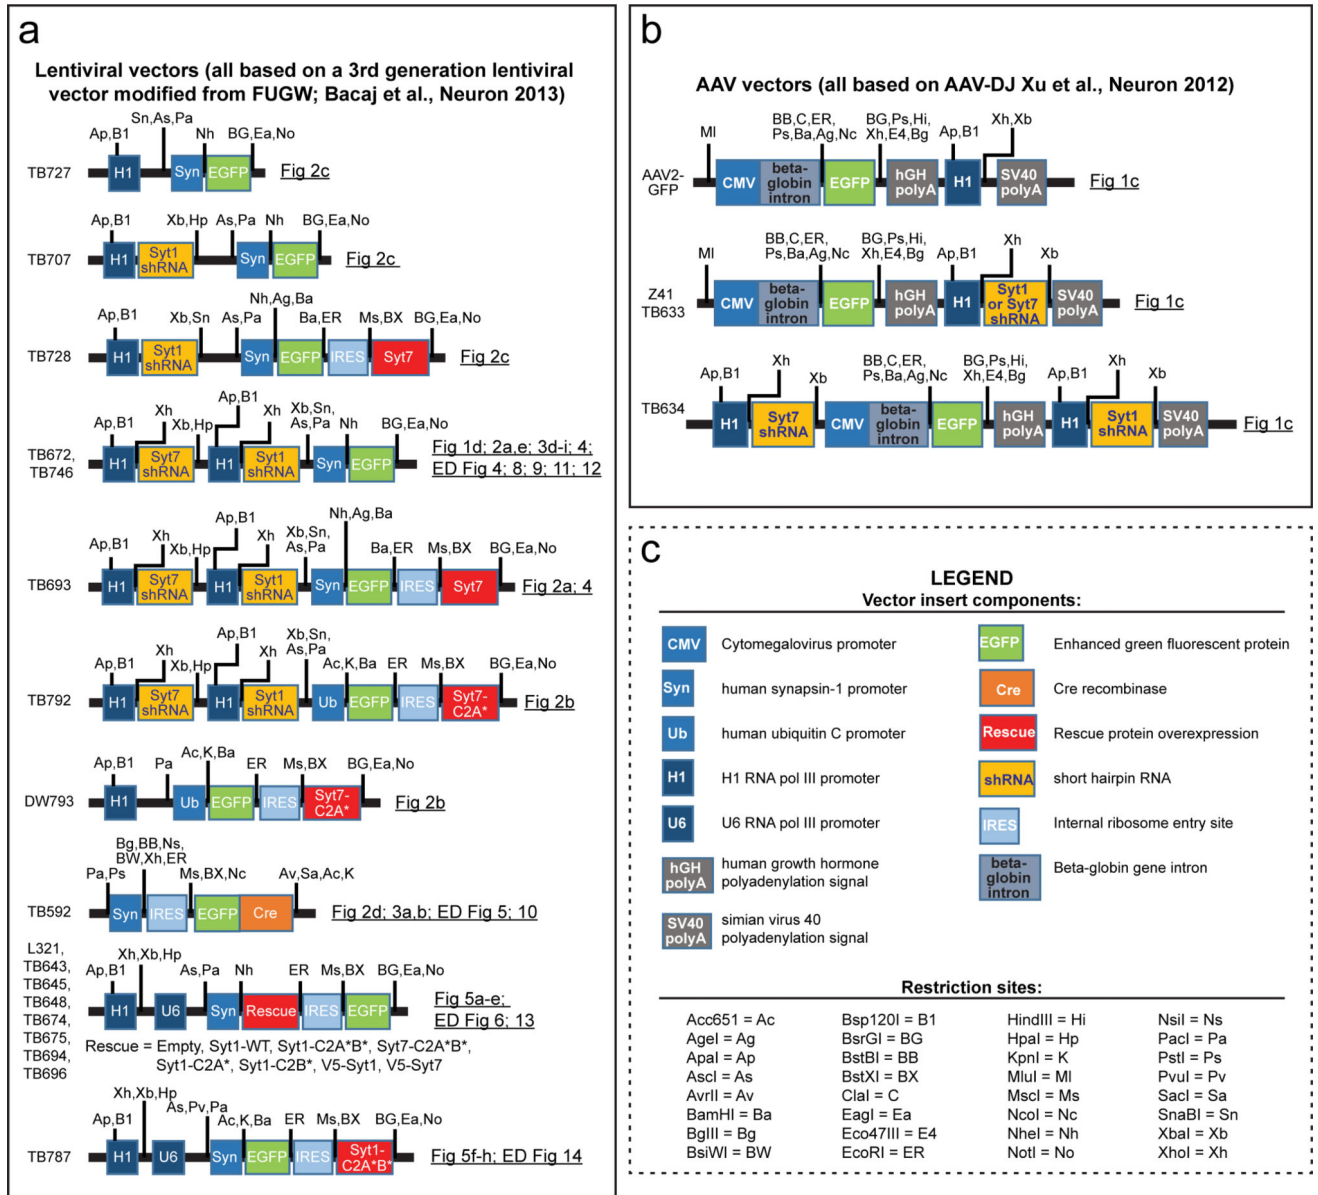 a
Lentiviral vectors (all based on a 3rd generation lentiviral
vector modified from FUGW; Bacaj et al., Neuron 2013)
Sn,As,Pa
Ap,B1
Nh
BG,Ea,No
TB727
H1
Syn
EGFP
Fig 2c
Ap,B1
Xb,Hp
As,Pa
Nh
BG,Ea,No
TB707
H1
Syt1
shRNA
Syn
EGFP
Fig 2c
Nh,Ag,Ba
Ap,B1
Xb,Sn
As,Pa
Ba,ER
Ms,BX
BG,Ea,No
TB728
H1
Syt1
shRNA
Syn
EGFP
IRES
Syt7
Fig 2c
Ap,B1
Xh
Xb,Hp
Ap,B1
Xh
Xb,Sn,
As,Pa
Nh
BG,Ea,No
TB672,
TB746
H1
Syt7
shRNA
H1
Syt1
shRNA
Syn
EGFP
Fig 1d; 2a,e; 3d-i; 4;
ED Fig 4; 8; 9; 11; 12
Ap,B1
Xh
Xb,Hp
Ap,B1
Xh
Xb,Sn,
As,Pa
Nh,Ag,Ba
Ba,ER
Ms,BX
BG,Ea,No
TB693
H1
Syt7
shRNA
H1
Syt1
shRNA
Syn
EGFP
IRES
Syt7
Fig 2a; 4
Ap,B1
Xh
Xb,Hp
Ap,B1
Xh
Xb,Sn,
As,Pa
Ac,K,Ba
ER
Ms,BX
BG,Ea,No
TB792
H1
Syt7
shRNA
H1
Syt1
shRNA
Ub
EGFP
IRES
Syt7-
C2A*
Fig 2b
Ap,B1
Pa
Ac,K,Ba
ER
Ms,BX
BG,Ea,No
DW793
H1
Ub
EGFP
IRES
Syt7-
C2A*
Fig 2b
Bg,BB,Ns,
BW,Xh,ER
Pa,Ps
Ms,BX,Nc
Av,Sa,Ac,K
TB592
Syn
IRES
EGFP
Cre
Fig 2d; 3a,b; ED Fig 5; 10
L321,
TB643,
TB645,
TB648,
TB674,
TB675,
TB694,
TB696
Xh,Xb,Hp
Ap,B1
As,Pa
Nh
ER
Ms,BX
BG,Ea,No
H1
U6
Syn
Rescue
IRES
EGFP
Fig 5a-e;
ED Fig 6; 13
Rescue = Empty, Syt1-WT, Syt1-C2A*B*, Syt7-C2A*B*,
Syt1-C2A*, Syt1-C2B*, V5-Syt1, V5-Syt7
Xh,Xb,Hp
Ap,B1
As,Pv,Pa
Ac,K,Ba
ER
Ms,BX
BG,Ea,No
TB787
H1
U6
Syn
EGFP
IRES
Syt1-
C2A*B*
Fig 5f-h; ED Fig 14
b
AAV vectors (all based on AAV-DJ Xu et al., Neuron 2012)
Ml
BB,C,ER,
Ps,Ba,Ag,Nc
BG,Ps,Hi,
Xh,E4,Bg
Ap,B1
Xh,Xb
AAV2-
GFP
CMV
beta-
globin
intron
EGFP
hGH
polyA
H1
SV40
polyA
Fig 1c
Ml
BB,C,ER,
Ps,Ba,Ag,Nc
BG,Ps,Hi,
Xh,E4,Bg
Ap,B1
Xh
Xb
Z41
TB633
CMV
beta-
globin
intron
EGFP
hGH
polyA
H1
Syt1
or Syt7
shRNA
SV40
polyA
Fig 1c
Ap,B1
Xh
Xb
BB,C,ER,
Ps,Ba,Ag,Nc
BG,Ps,Hi,
Xh,E4,Bg
Ap,B1
Xh
Xb
TB634
H1
Syt7
shRNA
CMV
beta-
globin
intron
EGFP
hGH
polyA
H1
Syt1
shRNA
SV40
polyA
Fig 1c
c
LEGEND
Vector insert components:
CMV
Cytomegalovirus promoter
EGFP
Enhanced green fluorescent protein
Syn
human synapsin-1 promoter
Cre
Cre recombinase
Ub
human ubiquitin C promoter
Rescue
Rescue protein overexpression
H1
H1 RNA pol III promoter
shRNA
short hairpin RNA
U6
U6 RNA pol III promoter
IRES
Internal ribosome entry site
hGH
polyA
human growth hormone
polyadenylation signal
beta-
globin
intron
Beta-globin gene intron
SV40
polyA
simian virus 40
polyadenylation signal
Restriction sites:
Acc651 = Ac
Bsp120I = B1
HindIII = Hi
NsiI = Ns
AgeI = Ag
BsrGI = BG
HpaI = Hp
PacI = Pa
ApaI = Ap
BstBI = BB
KpnI = K
PstI = Ps
AscI = As
BstXI = BX
MluI = Ml
PvuI = Pv
AvrII = Av
ClaI = C
MscI = Ms
SacI = Sa
BamHI = Ba
EagI = Ea
NcoI = Nc
SnaBI = Sn
BglII = Bg
Eco47III = E4
NheI = Nh
XbaI = Xb
BsiWI = BW
EcoRI = ER
NotI = No
XhoI = Xh